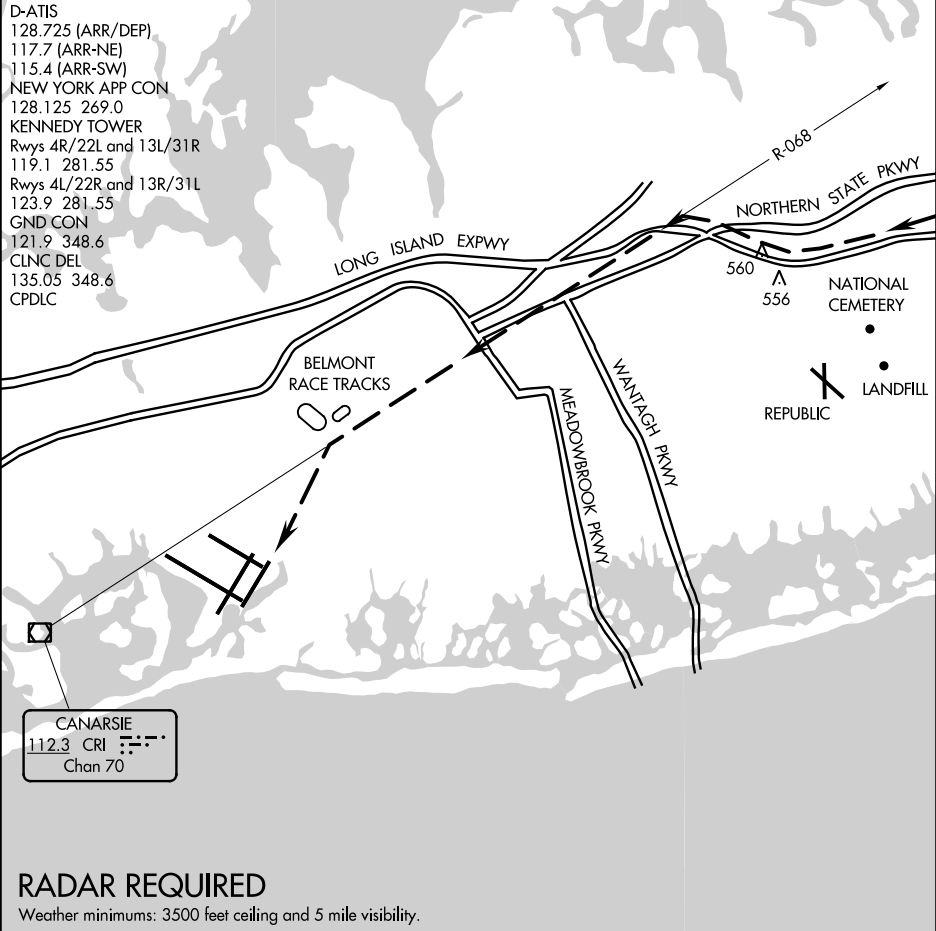 D-ATIS
128.725 (ARR/DEP)
117.7 (ARR-NE)
115.4 (ARR-SW)
NEW YORK APP CON
128.125 269.0
KENNEDY TOWER
Rwys 4R/22L and 13L/31R
119.1 281.55
Rwys 4L/22R and 13R/31L
123.9 281.55
GND CON
121.9 348.6
CLNC DEL
135.05 348.6
CPDLC
R-068
NORTHERN STATE PKWY
LONG ISLAND EXPWY
560
556
NATIONAL
CEMETERY
LANDFILL
REPUBLIC
BELMONT
RACE TRACKS
WANTAGH PKWY
MEADOWBROOK PKWY
CANARSIE
112.3 CRI
Chan 70
RADAR REQUIRED
Weather minimums: 3500 feet ceiling and 5 mile visibility.